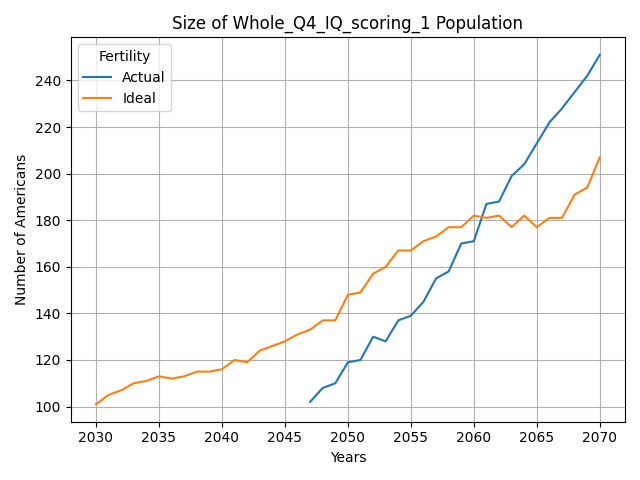 Size of Whole_Q4_IQ_scoring_1 Population
Fertility
Actual
Ideal
Number of Americans
240
220
200
180
160
140
120
100
2030 2035 2040 2045 2050 2055 2060 2065 2070
Years